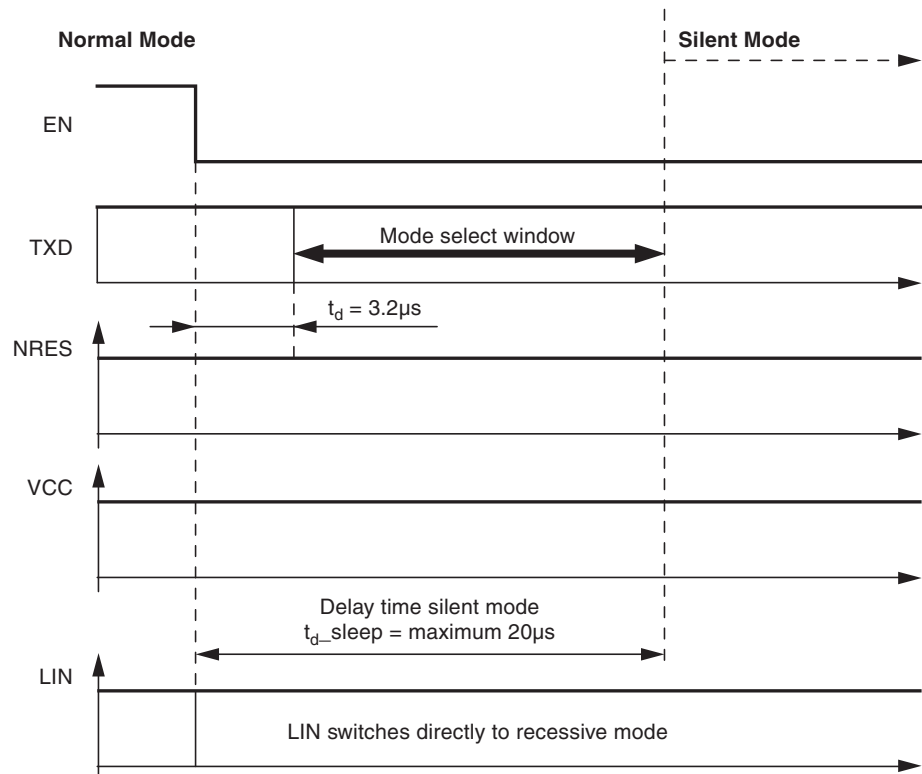 Normal Mode
Silent Mode
EN
TXD
Mode select window
t_d = 3.2µs
NRES
VCC
Delay time silent mode
t_d_sleep = maximum 20µs
LIN
LIN switches directly to recessive mode